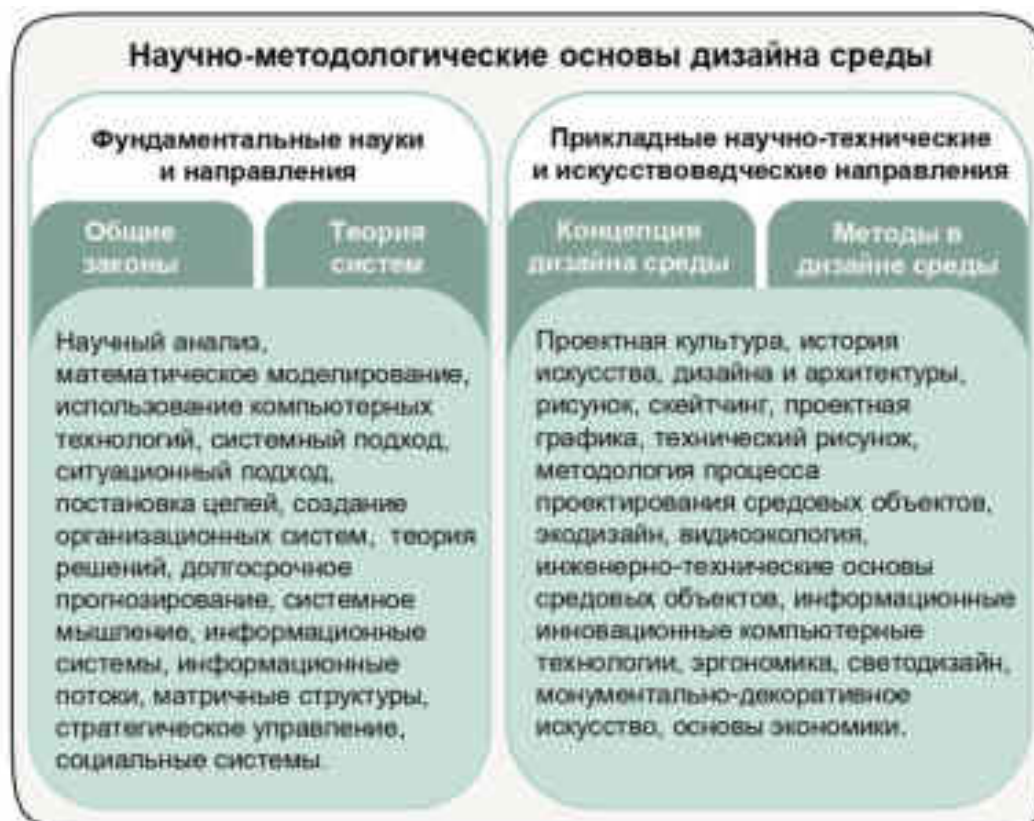 Научно-методологические основы дизайна среды
Фундаментальные науки
и направления
Общие
законы
Теория
систем
Научный анализ,
математическое моделирование,
использование компьютерных
технологий, системный подход,
ситуационный подход,
постановка целей, создание
организационных систем, теория
решений, долгосрочное
прогнозирование, системное
мышление, информационные
системы, информационные
потоки, матричные структуры,
стратегическое управление,
социальные системы.
Прикладные научно-технические
и искусствоведческие направления
Концепция
дизайна среды
Методы в
дизайне среды
Проектная культура, история
искусства, дизайна и архитектуры,
рисунок, скейтчинг, проектная
графика, технический рисунок,
методология процесса
проектирования средовых объектов,
экодизайн, видиоэкология,
инженерно-технические основы
средовых объектов, информационные
инновационные компьютерные
технологии, эргономика, светодизайн,
монументально-декоративное
искусство, основы экономики.